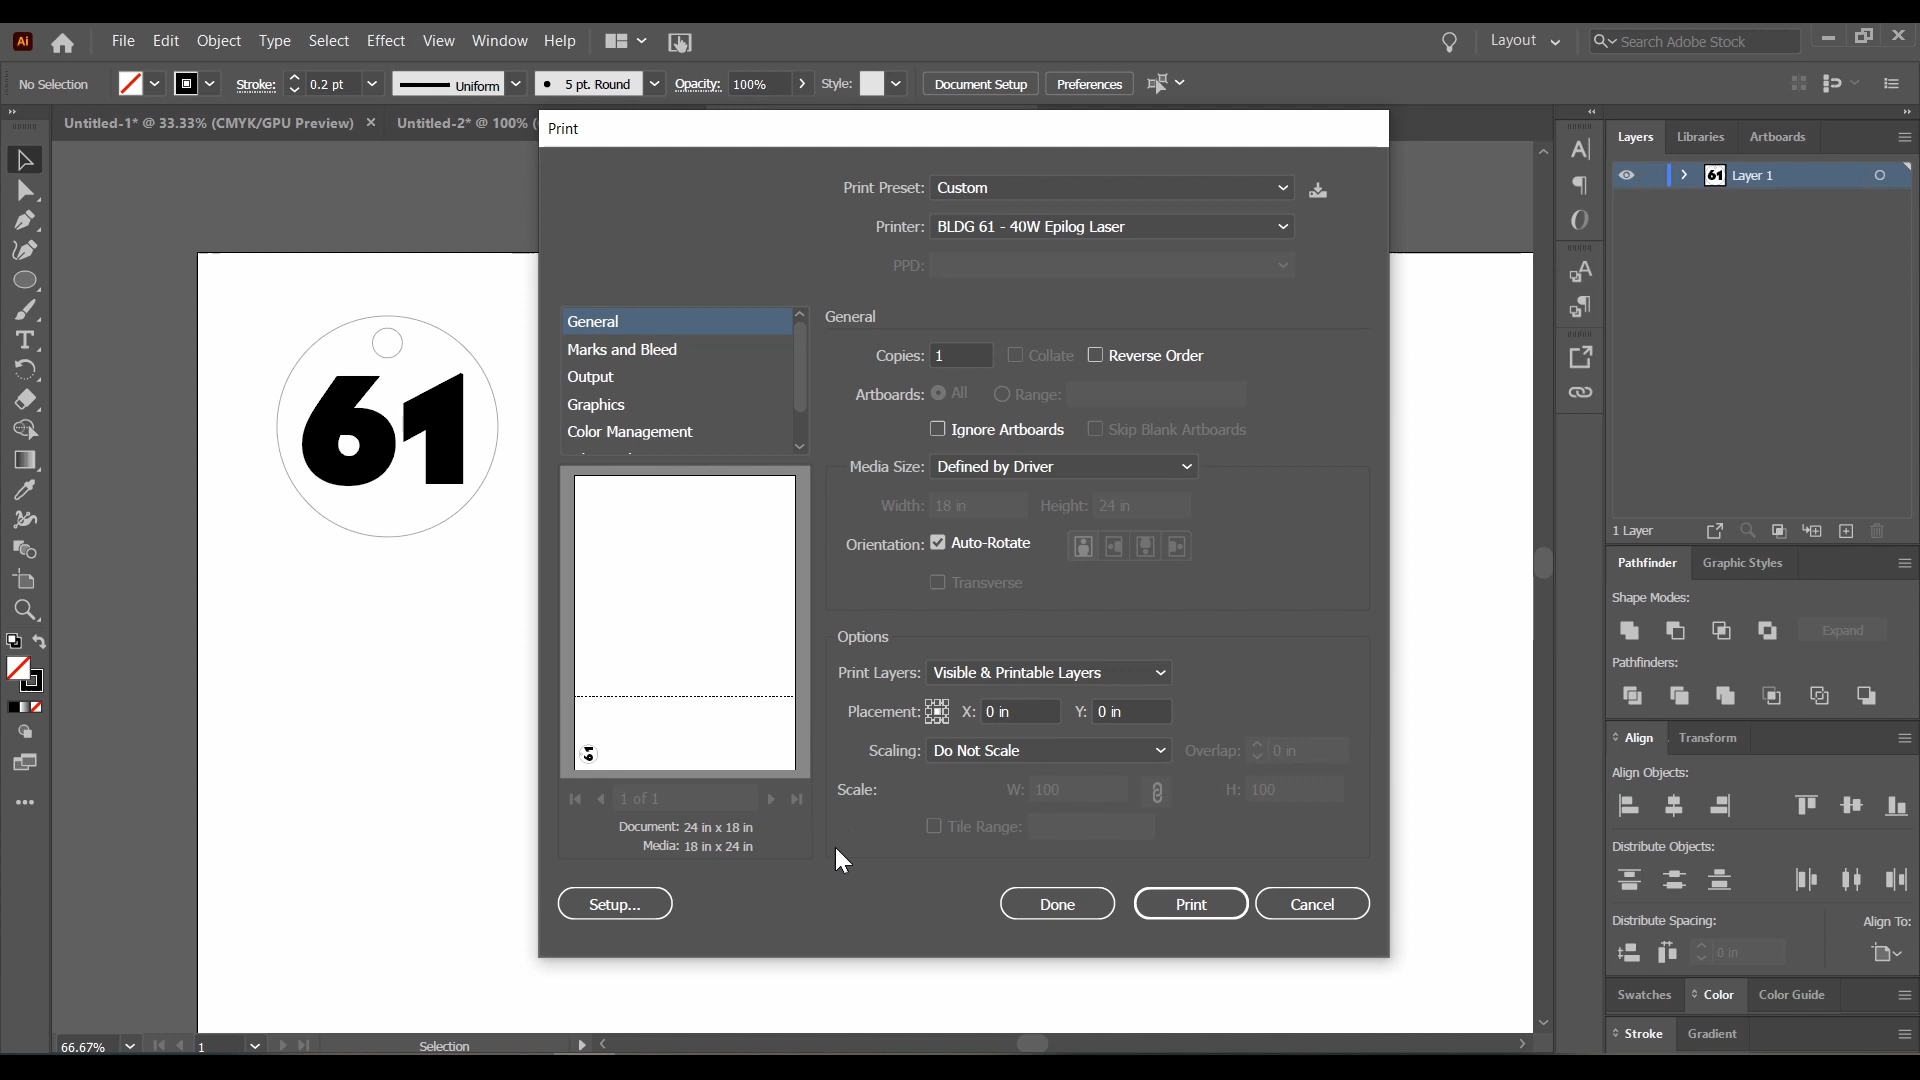 Ai File Edit Object Type Select Effect View Window Help Layout Search Adobe Stock
No Selection Stroke: 0.2 pt Uniform 5 pt. Round Opacity: 100% Style: Document Setup Preferences
Untitled-1* @ 33.33% (CMYK/GPU Preview) Untitled-2* @ 100% (
Print
Print Preset: Custom
Printer: BLDG 61 - 40W Epilog Laser
PPD:
General
Marks and Bleed
Output
Graphics
Color Management
General
Copies: 1 Collate Reverse Order
Artboards: All Range:
Ignore Artboards Skip Blank Artboards
Media Size: Defined by Driver
Width: 18 in Height: 24 in
Orientation: Auto-Rotate
Transverse
Options
Print Layers: Visible & Printable Layers
Placement: X: 0 in Y: 0 in
Scaling: Do Not Scale Overlap: 0 in
Scale: W: 100 H: 100
Tile Range:
61
1 of 1
Document: 24 in x 18 in
Media: 18 in x 24 in
Setup... Done Print Cancel
61
Layers Libraries Artboards
61 Layer 1
1 Layer
Pathfinder Graphic Styles
Shape Modes:
Expand
Pathfinders:
Align Transform
Align Objects:
Distribute Objects:
Distribute Spacing: Align To:
0 in
Swatches Color Color Guide
Stroke Gradient
66.67% 1 Selection